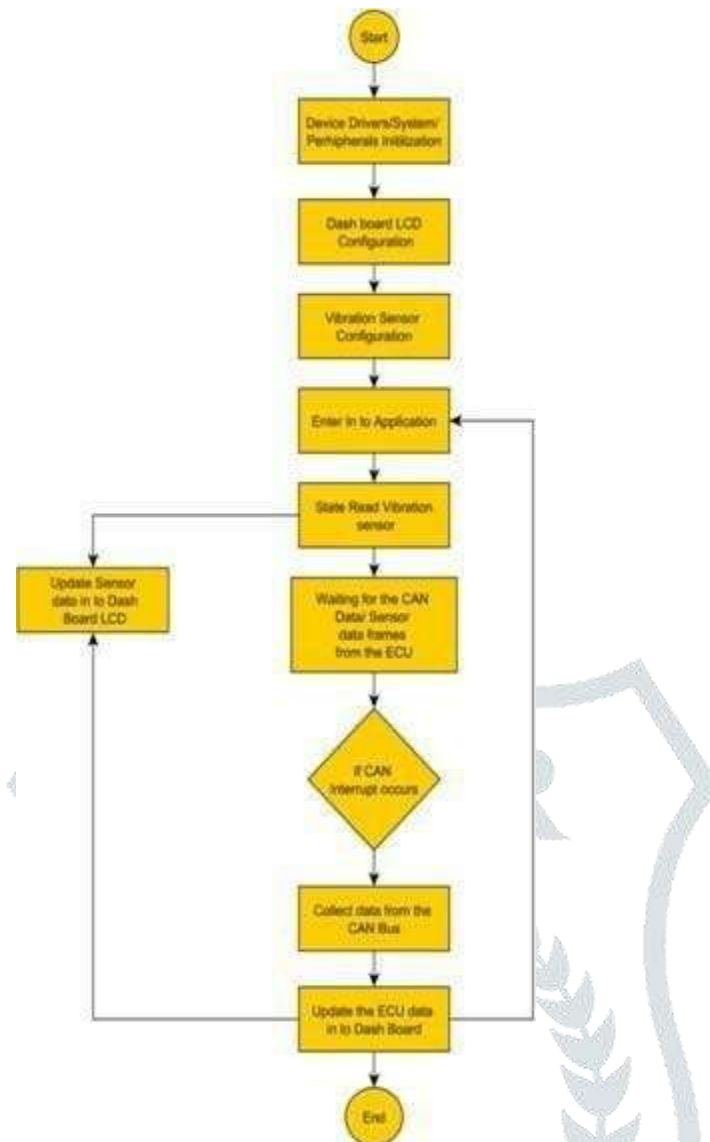 Start
Device Drivers/System/
Perhipherals Initilization
Dash board LCD
Configuration
Vibration Sensor
Configuration
Enter In to Application
State Read Vibration
sensor
Update Sensor
data in to Dash
Board LCD
Waiting for the CAN
Data/ Sensor
data frames
from the ECU
If CAN
Interrupt occurs
Collect data from the
CAN Bus
Update the ECU data
in to Dash Board
End